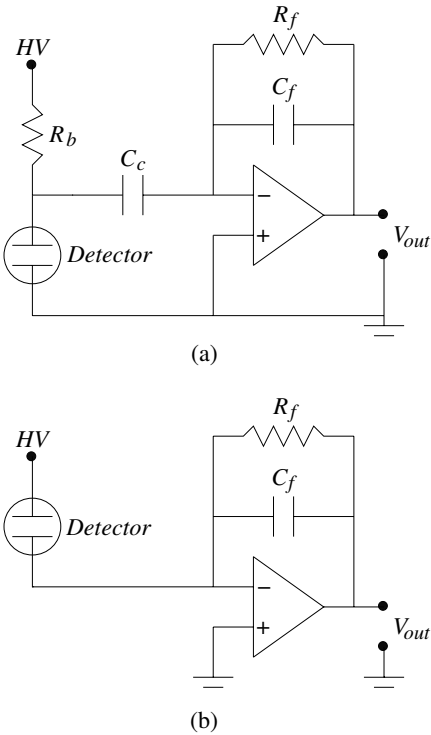 HV
R_f
R_b
C_f
C_c
−
+
Detector
V_out
(a)
HV
R_f
C_f
Detector
−
+
V_out
(b)